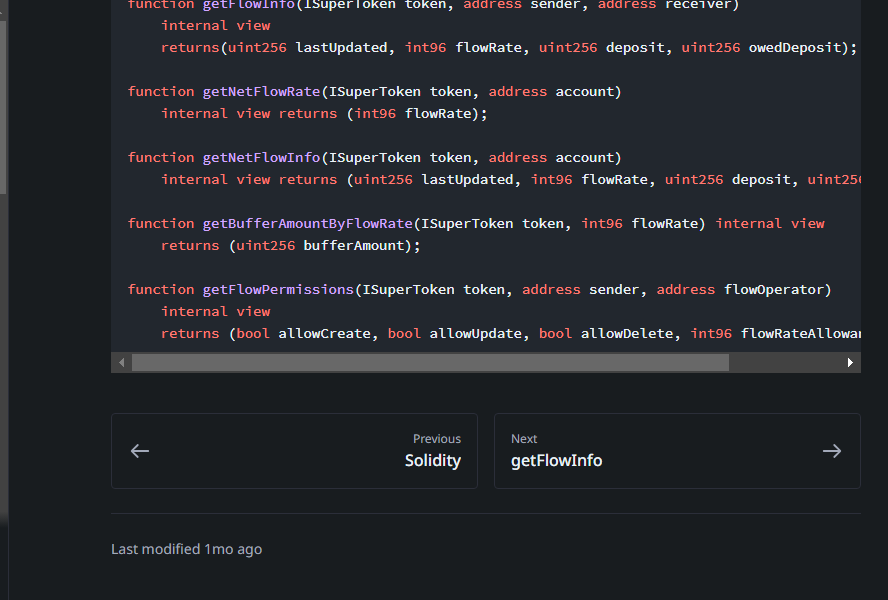 function getFlowInfo(ISuperToken token, address sender, address receiver)
internal view
returns(uint256 lastUpdated, int96 flowRate, uint256 deposit, uint256 owedDeposit);
function getNetFlowRate(ISuperToken token, address account)
internal view returns (int96 flowRate);
function getNetFlowInfo(ISuperToken token, address account)
internal view returns (uint256 lastUpdated, int96 flowRate, uint256 deposit,
function getBufferAmountByFlowRate(ISuperToken token, int96 flowRate) internal view
returns (uint256 bufferAmount);
function getFlowPermissions(ISuperToken token, address sender, address flowOperator)
internal view
returns (bool allowCreate, bool allowUpdate, bool allowDelete, int96
Previous
Solidity
Next
getFlowInfo
Last modified 1mo ago